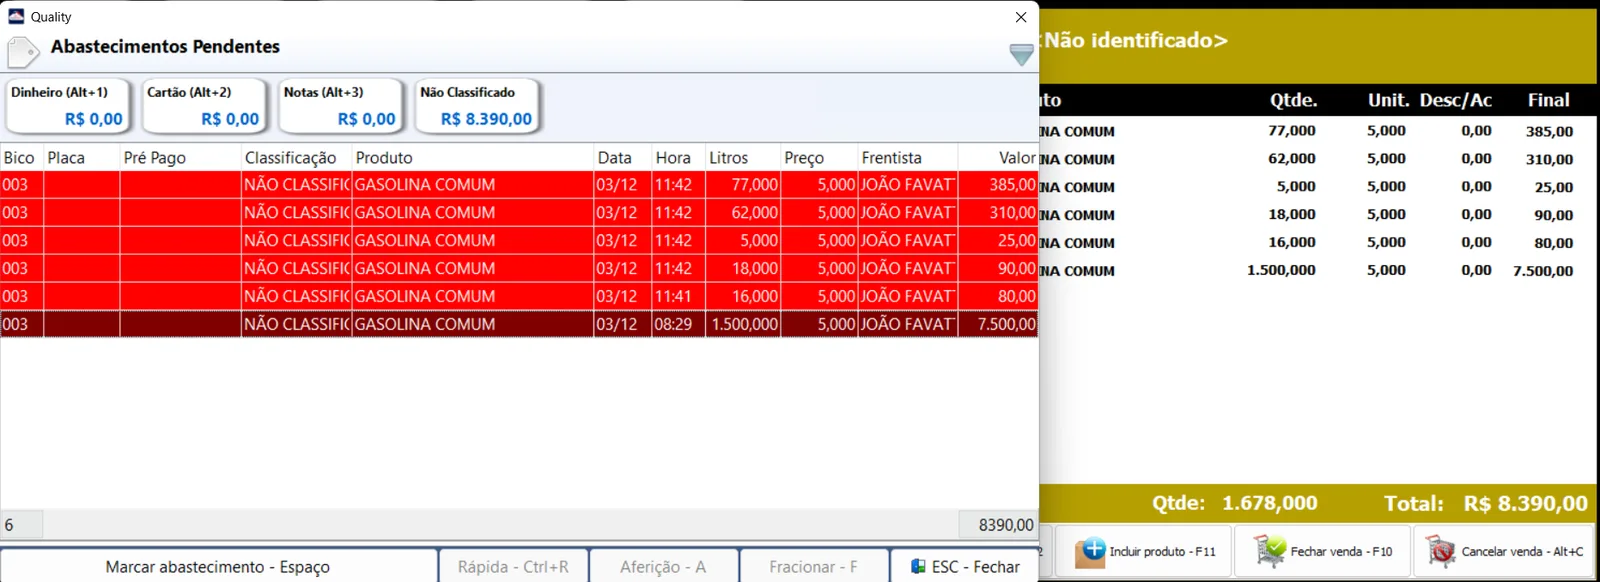 Quality
Abastecimentos Pendentes
Dinheiro (Alt+1)
R$ 0,00
Cartão (Alt+2)
R$ 0,00
Notas (Alt+3)
R$ 0,00
Não Classificado
R$ 8.390,00
Bico Placa Pré Pago Classificação Produto Data Hora Litros Preço Frentista Valor
003 NÃO CLASSIFIC GASOLINA COMUM 03/12 11:42 77,000 5,000 JOÃO FAVAT 385,00
003 NÃO CLASSIFIC GASOLINA COMUM 03/12 11:42 62,000 5,000 JOÃO FAVAT 310,00
003 NÃO CLASSIFIC GASOLINA COMUM 03/12 11:42 5,000 5,000 JOÃO FAVAT 25,00
003 NÃO CLASSIFIC GASOLINA COMUM 03/12 11:42 18,000 5,000 JOÃO FAVAT 90,00
003 NÃO CLASSIFIC GASOLINA COMUM 03/12 11:41 16,000 5,000 JOÃO FAVAT 80,00
003 NÃO CLASSIFIC GASOLINA COMUM 03/12 08:29 1.500,000 5,000 JOÃO FAVAT 7.500,00
6 8390,00
Marcar abastecimento - Espaço
Rápida - Ctrl+R
Aferição - A
Fracionar - F
ESC - Fechar
Não identificado>
uto Qtde. Unit. Desc/Ac Final
NA COMUM 77,000 5,000 0,00 385,00
NA COMUM 62,000 5,000 0,00 310,00
NA COMUM 5,000 5,000 0,00 25,00
NA COMUM 18,000 5,000 0,00 90,00
NA COMUM 16,000 5,000 0,00 80,00
NA COMUM 1.500,000 5,000 0,00 7.500,00
Qtde: 1.678,000 Total: R$ 8.390,00
2
Incluir produto - F11
Fechar venda - F10
Cancelar venda - Alt+C